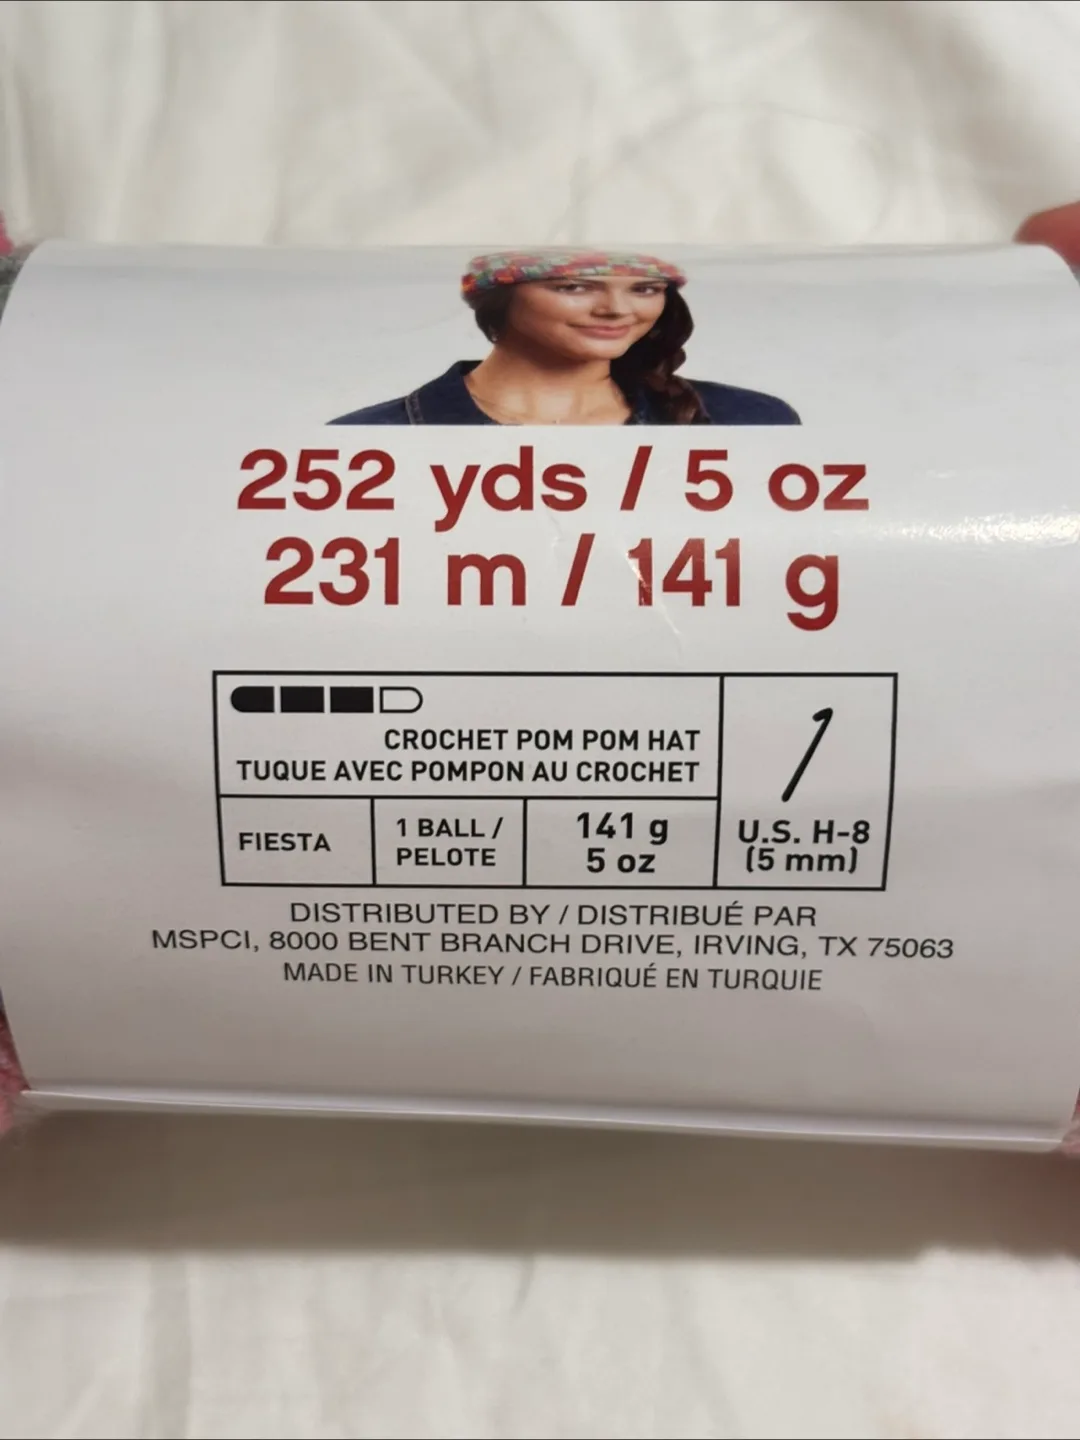 252 yds / 5 oz
231 m / 141 g
CROCHET POM POM HAT
TUQUE AVEC POMPON AU CROCHET
FIESTA
1 BALL /
PELOTE
141 g
5 oz
U.S. H-8
(5 mm)
DISTRIBUTED BY / DISTRIBUÉ PAR
MSPCI, 8000 BENT BRANCH DRIVE, IRVING, TX 75063
MADE IN TURKEY / FABRIQUÉ EN TURQUIE